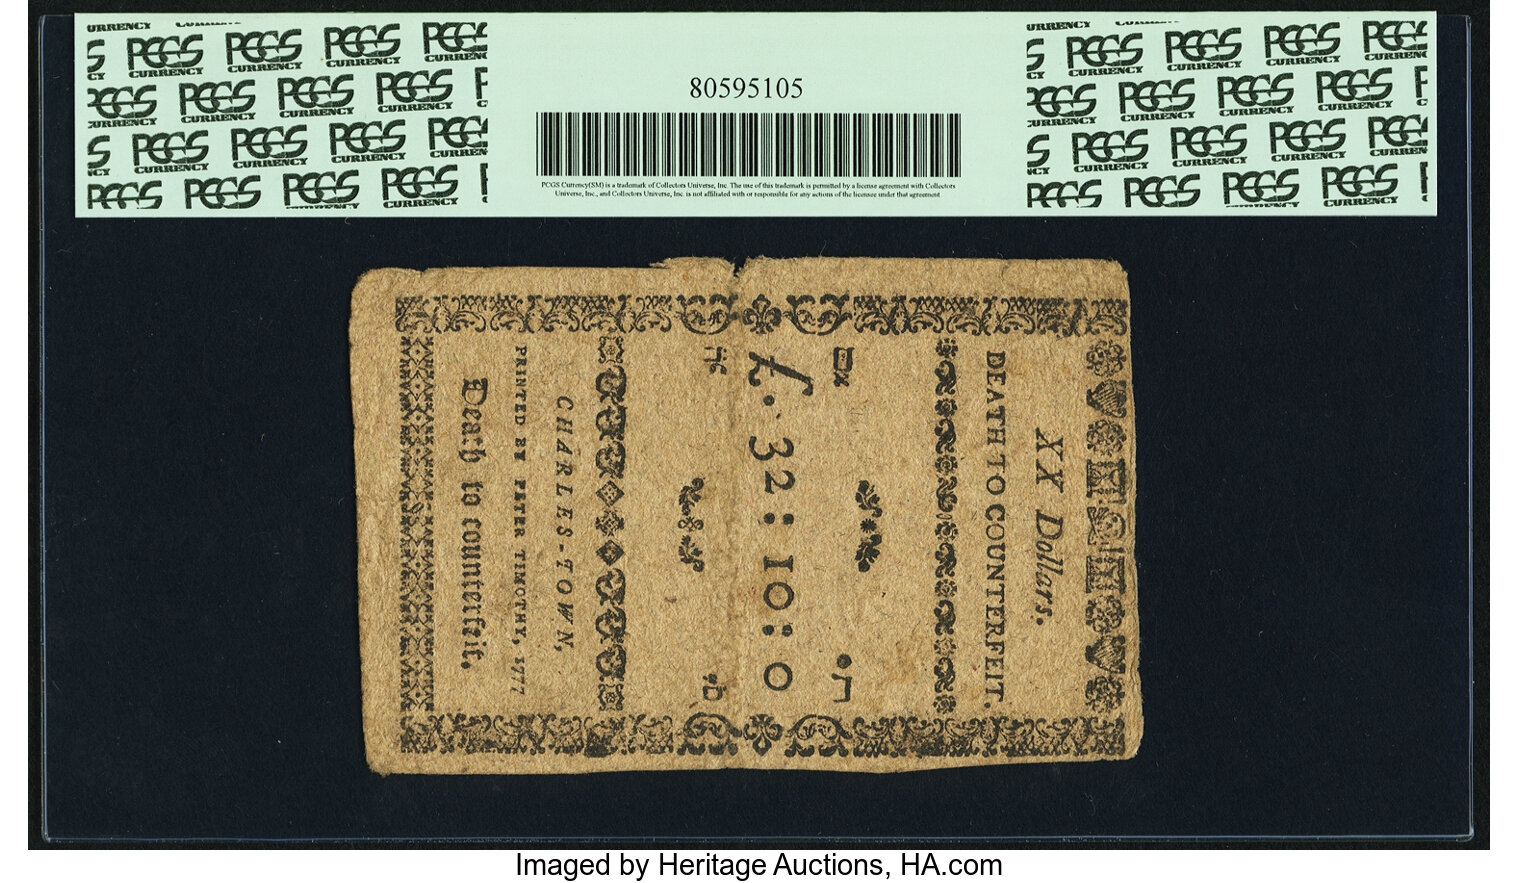 PCGS CURRENCY
80595105
PCGS Currency(SM) is a trademark of Collectors Universe, Inc. The use of this trademark is permitted by a license agreement with Collectors
Universe, Inc., and Collectors Universe, Inc. is not affiliated with or responsible for any actions of the licensee under that agreement
XX Dollars.
DEATH TO COUNTERFEIT.
£. 32: 10: 0
CHARLES-TOWN,
PRINTED BY PETER TIMOTHY, 1777
Death to counterfeit.
Imaged by Heritage Auctions, HA.com